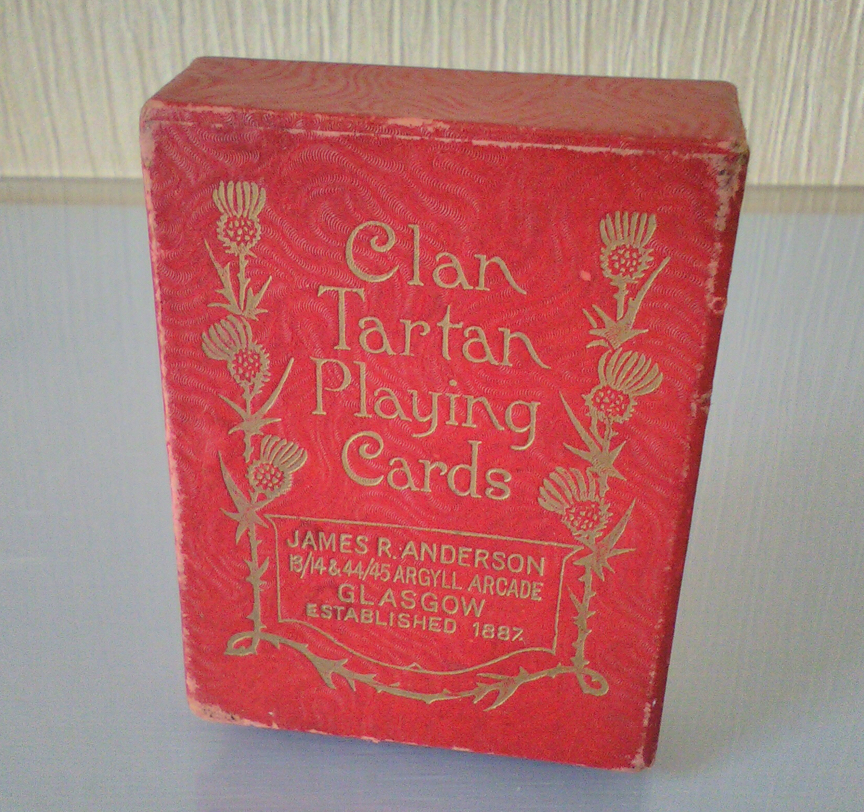 Clan
Tartan
Playing
Cards
JAMES R. ANDERSON
13/14 & 44/45 ARGYLL ARCADE
GLASGOW
ESTABLISHED 1887.